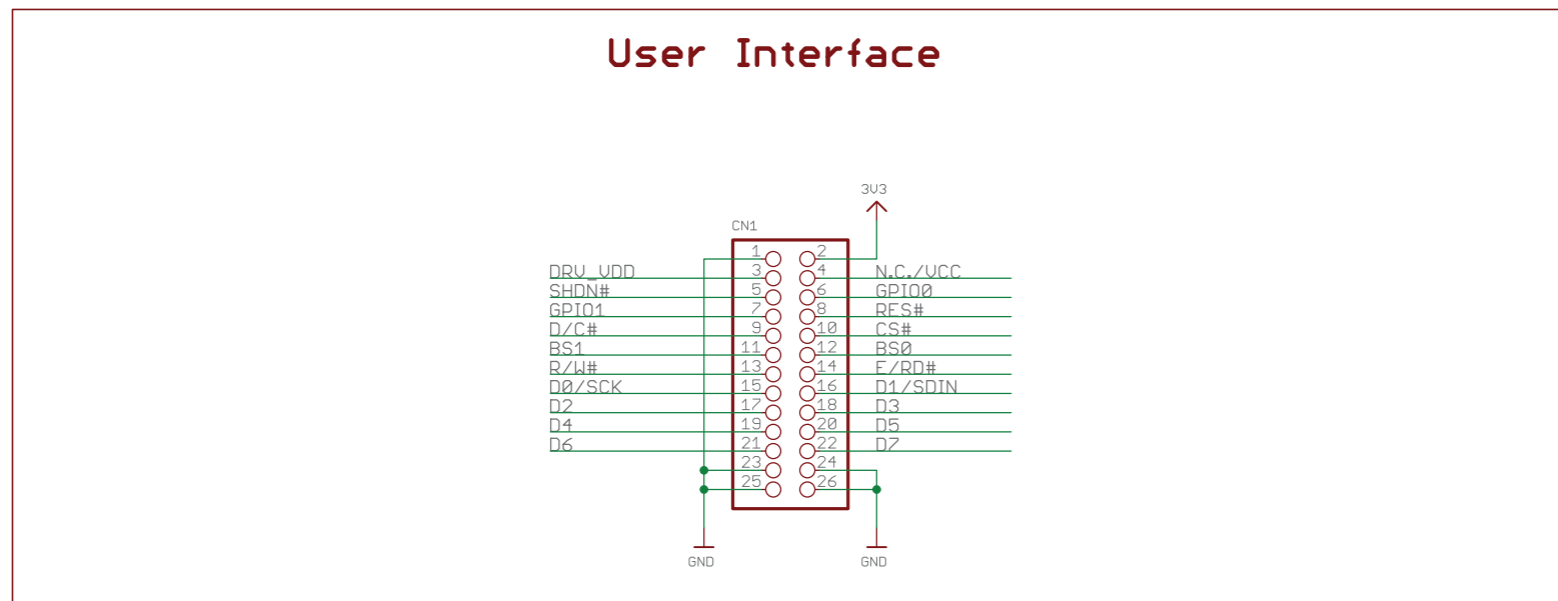 User Interface
3V3
CN1
1 2
DRV_VDD 3 4 N.C./VCC
SHDN# 5 6 GPIO0
GPIO1 7 8 RES#
D/C# 9 10 CS#
BS1 11 12 BS0
R/W# 13 14 E/RD#
D0/SCK 15 16 D1/SDIN
D2 17 18 D3
D4 19 20 D5
D6 21 22 D7
23 24
25 26
GND GND